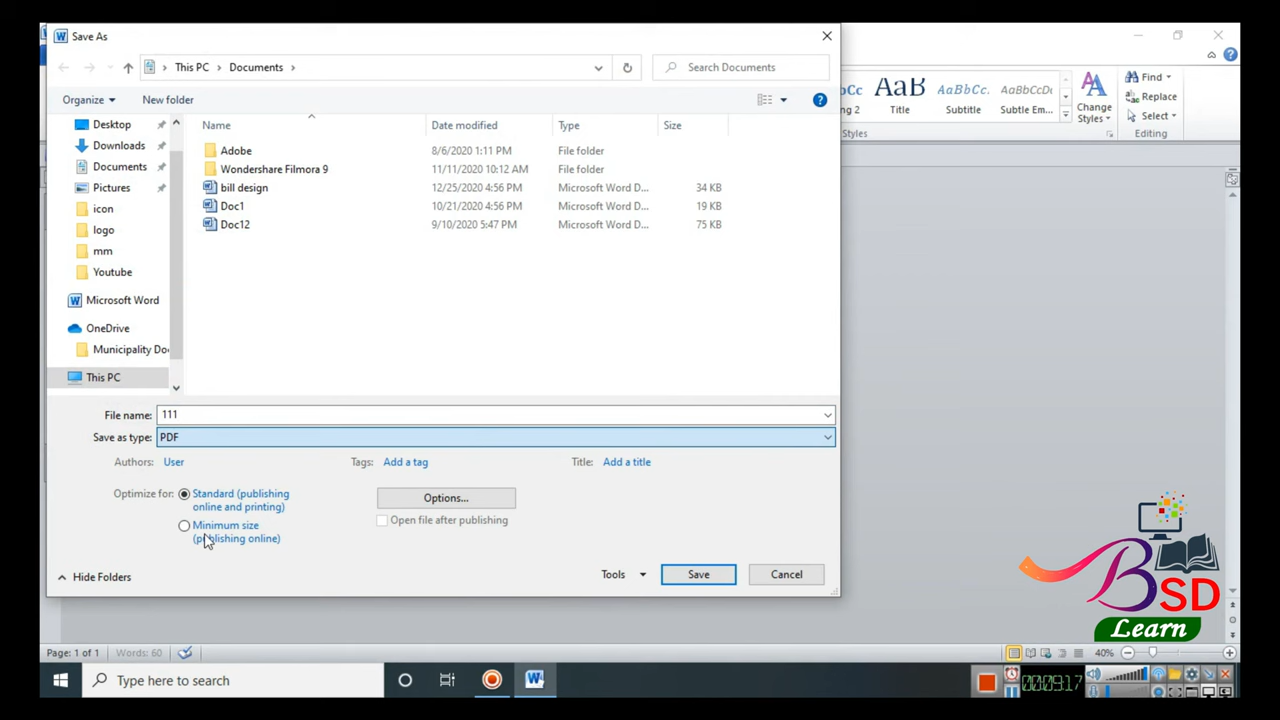 Save As
This PC
Documents
Search Documents
Organize
New folder
Name
Date modified
Type
Size
Desktop
Downloads
Documents
Pictures
icon
logo
mm
Youtube
Microsoft Word
OneDrive
Municipality Do
This PC
Adobe 8/6/2020 1:11 PM File folder
Wondershare Filmora 9 11/11/2020 10:12 AM File folder
bill design 12/25/2020 4:56 PM Microsoft Word D... 34 KB
Doc1 10/21/2020 4:56 PM Microsoft Word D... 19 KB
Doc12 9/10/2020 5:47 PM Microsoft Word D... 75 KB
File name: 111
Save as type: PDF
Authors: User
Tags: Add a tag
Title: Add a title
Optimize for:
Standard (publishing
online and printing)
Minimum size
(publishing online)
Options...
Open file after publishing
Hide Folders
Tools
Save
Cancel
AaB
AaBbCc.
AaBbCcDc
Title
Subtitle
Subtle Em...
Change
Styles
Styles
Find
Replace
Select
Editing
BSD
Learn
Page: 1 of 1
Words: 60
40%
Type here to search
00:09:17